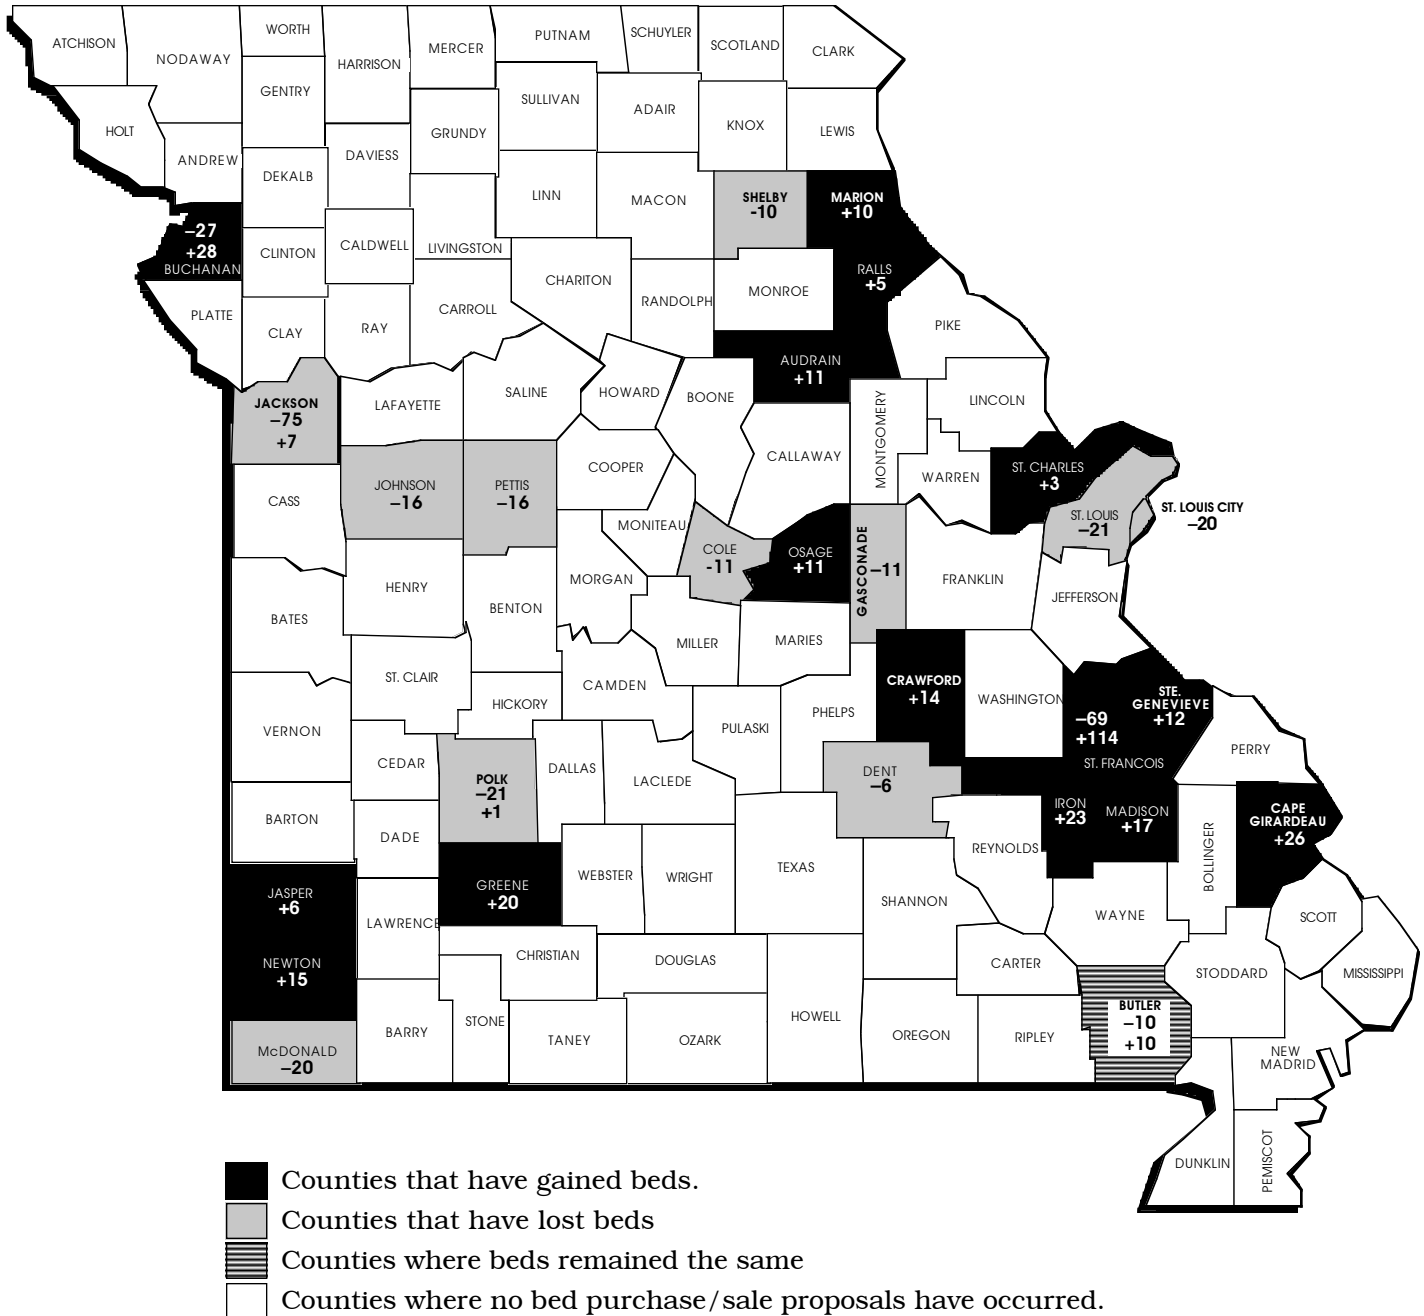 ATCHISON
NODAWAY
WORTH
HARRISON
MERCER
PUTNAM
SCHUYLER
SCOTLAND
CLARK
GENTRY
SULLIVAN
ADAIR
KNOX
LEWIS
HOLT
ANDREW
DEKALB
DAVIESS
GRUNDY
LINN
MACON
SHELBY
-10
MARION
+10
−27
+28
BUCHANAN
CLINTON
CALDWELL
LIVINGSTON
CHARITON
RANDOLPH
MONROE
RALLS
+5
PLATTE
CLAY
RAY
CARROLL
PIKE
AUDRAIN
+11
JACKSON
−75
+7
LAFAYETTE
SALINE
HOWARD
BOONE
CALLAWAY
MONTGOMERY
LINCOLN
WARREN
ST. CHARLES
+3
ST. LOUIS
−21
ST. LOUIS CITY
−20
CASS
JOHNSON
−16
PETTIS
−16
COOPER
MONITEAU
COLE
-11
OSAGE
+11
GASCONADE
−11
FRANKLIN
JEFFERSON
BATES
HENRY
BENTON
MORGAN
MILLER
MARIES
ST. CLAIR
HICKORY
CAMDEN
PULASKI
PHELPS
CRAWFORD
+14
WASHINGTON
−69
+114
ST. FRANCOIS
STE.
GENEVIEVE
+12
PERRY
VERNON
CEDAR
POLK
−21
+1
DALLAS
LACLEDE
DENT
−6
IRON
+23
MADISON
+17
CAPE
GIRARDEAU
+26
BARTON
DADE
GREENE
+20
WEBSTER
WRIGHT
TEXAS
REYNOLDS
BOLLINGER
JASPER
+6
LAWRENCE
SHANNON
WAYNE
SCOTT
NEWTON
+15
CHRISTIAN
DOUGLAS
CARTER
STODDARD
MISSISSIPPI
McDONALD
−20
BARRY
STONE
TANEY
OZARK
HOWELL
OREGON
RIPLEY
BUTLER
−10
+10
NEW
MADRID
DUNKLIN
PEMISCOT
Counties that have gained beds.
Counties that have lost beds
Counties where beds remained the same
Counties where no bed purchase/sale proposals have occurred.